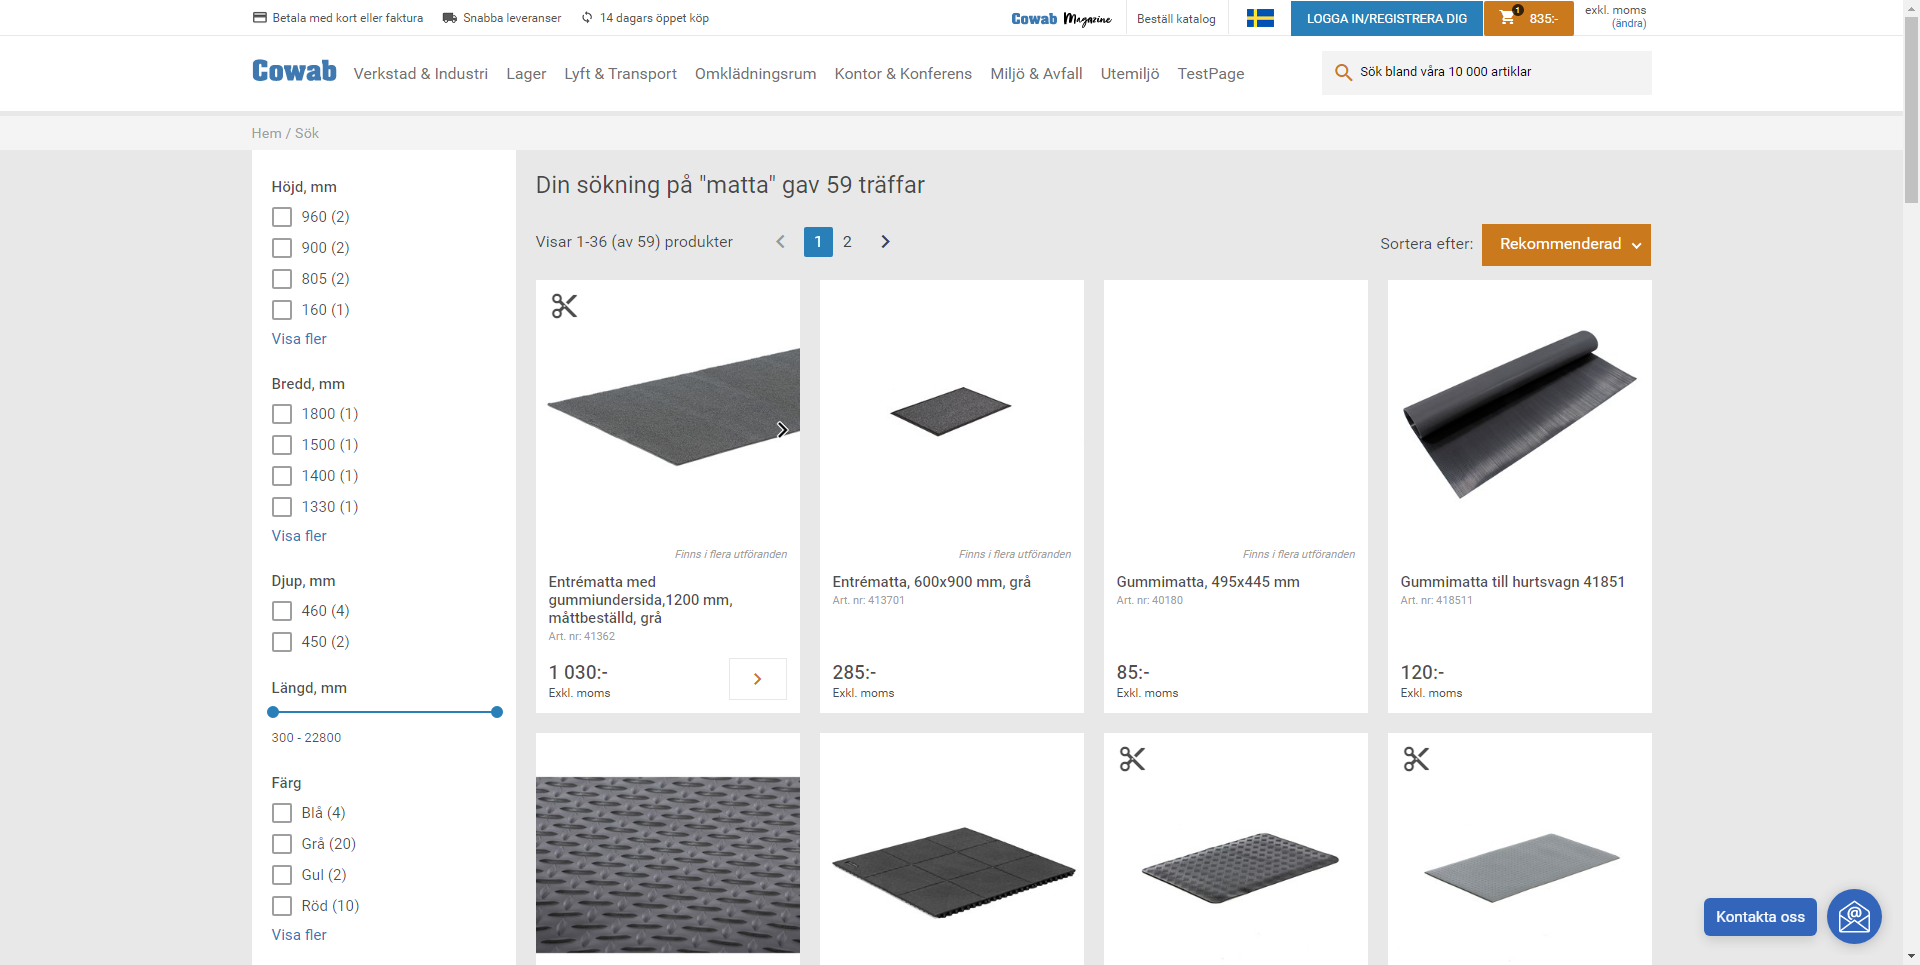 Betala med kort eller faktura
Snabba leveranser
14 dagars öppet köp
Cowab Magazine
Beställ katalog
LOGGA IN/REGISTRERA DIG
1
835:-
exkl. moms
(ändra)
Cowab
Verkstad & Industri
Lager
Lyft & Transport
Omklädningsrum
Kontor & Konferens
Miljö & Avfall
Utemiljö
TestPage
Sök bland våra 10 000 artiklar
Hem / Sök
Höjd, mm
960 (2)
900 (2)
805 (2)
160 (1)
Visa fler
Bredd, mm
1800 (1)
1500 (1)
1400 (1)
1330 (1)
Visa fler
Djup, mm
460 (4)
450 (2)
Längd, mm
300 - 22800
Färg
Blå (4)
Grå (20)
Gul (2)
Röd (10)
Visa fler
Din sökning på "matta" gav 59 träffar
Visar 1-36 (av 59) produkter
1
2
Sortera efter:
Rekommenderad
Finns i flera utföranden
Entrématta med
gummiundersida,1200 mm,
måttbeställd, grå
Art. nr: 41362
1 030:-
Exkl. moms
Finns i flera utföranden
Entrématta, 600x900 mm, grå
Art. nr: 413701
285:-
Exkl. moms
Finns i flera utföranden
Gummimatta, 495x445 mm
Art. nr: 40180
85:-
Exkl. moms
Gummimatta till hurtsvagn 41851
Art. nr: 418511
120:-
Exkl. moms
Kontakta oss